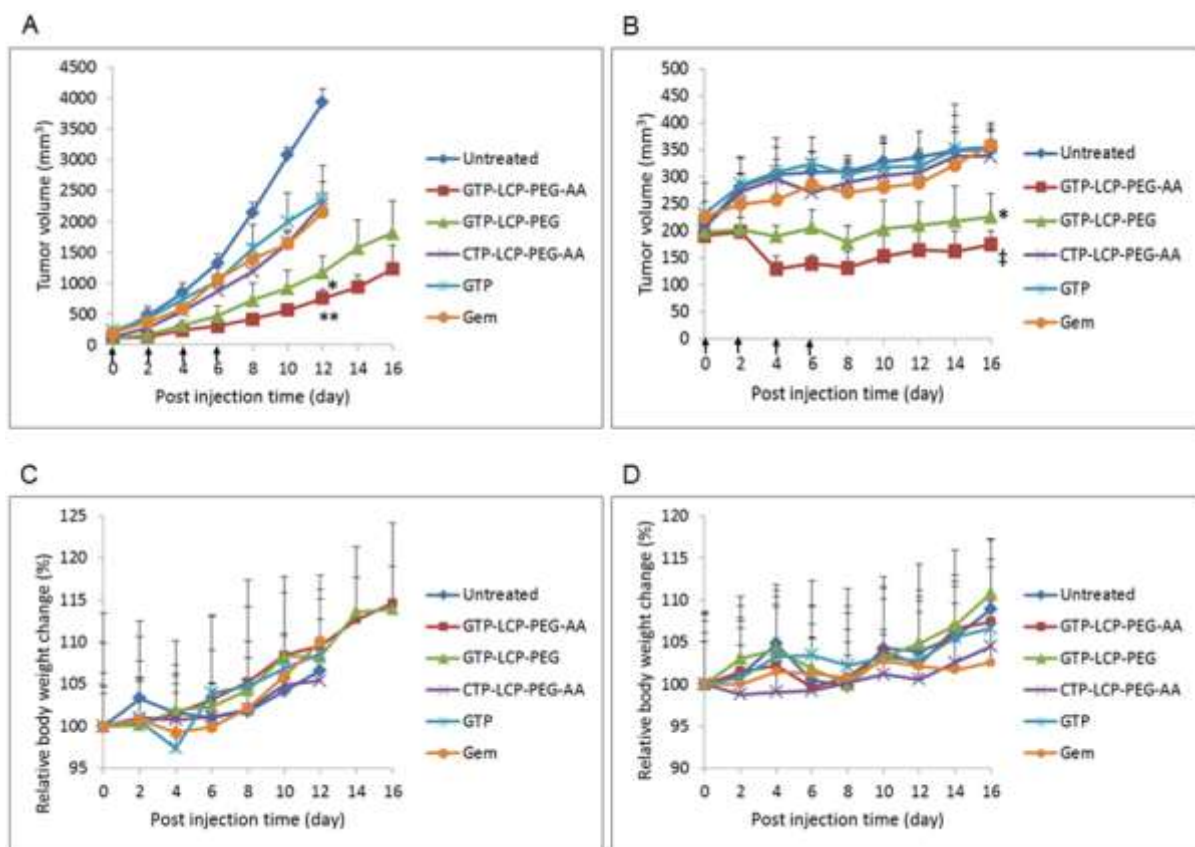 A
Tumor volume (mm³)
4500
4000
3500
3000
2500
2000
1500
1000
500
0
*
**
0 2 4 6 8 10 12 14 16
Post injection time (day)
Untreated
GTP-LCP-PEG-AA
GTP-LCP-PEG
CTP-LCP-PEG-AA
GTP
Gem
B
Tumor volume (mm³)
500
450
400
350
300
250
200
150
100
50
0
*
‡
0 2 4 6 8 10 12 14 16
Post injection time (day)
Untreated
GTP-LCP-PEG-AA
GTP-LCP-PEG
CTP-LCP-PEG-AA
GTP
Gem
C
Relative body weight change (%)
125
120
115
110
105
100
95
0 2 4 6 8 10 12 14 16
Post injection time (day)
Untreated
GTP-LCP-PEG-AA
GTP-LCP-PEG
CTP-LCP-PEG-AA
GTP
Gem
D
Relative body weight change (%)
120
115
110
105
100
95
90
0 2 4 6 8 10 12 14 16
Post injection time (day)
Untreated
GTP-LCP-PEG-AA
GTP-LCP-PEG
CTP-LCP-PEG-AA
GTP
Gem